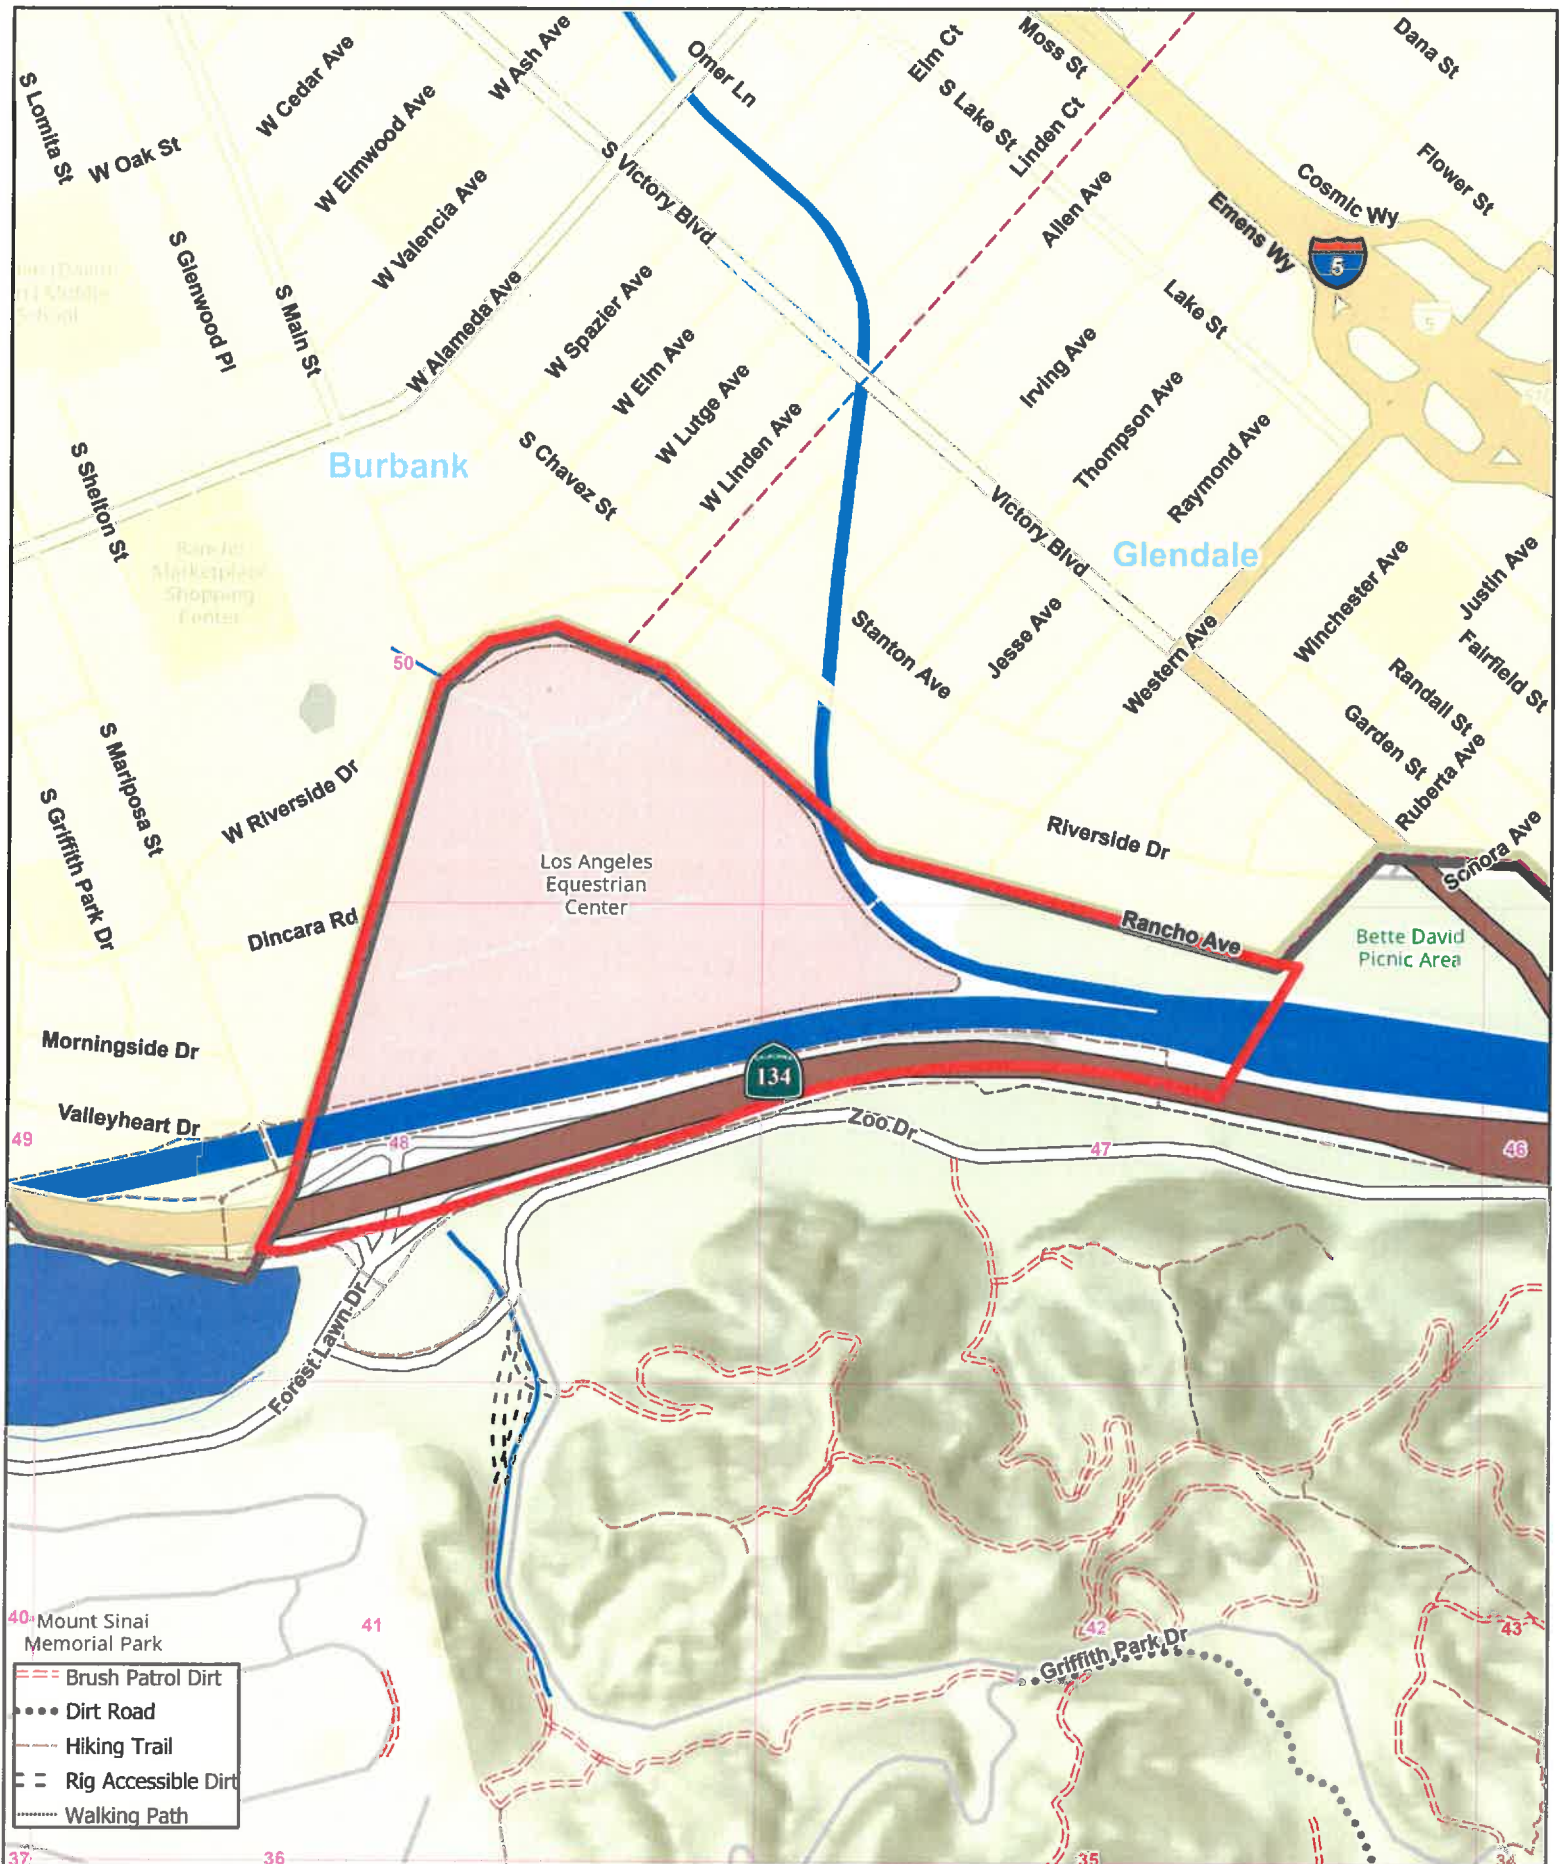 S Lomita St
W Oak St
W Cedar Ave
W Elmwood Ave
W Ash Ave
Omer Ln
Elm Ct
S Lake St
Moss St
Linden Ct
Dana St
Flower St
Cosmic Wy
Emens Wy
5
5
Allen Ave
S Victory Blvd
W Valencia Ave
S Glenwood Pl
S Main St
W Alameda Ave
W Spazier Ave
W Elm Ave
W Lutge Ave
W Linden Ave
S Chavez St
Lake St
Irving Ave
Thompson Ave
Raymond Ave
Burbank
Glendale
Victory Blvd
S Shelton St
Rancho
Marketplace
Shopping
Center
Stanton Ave
Jesse Ave
Western Ave
Winchester Ave
Justin Ave
Fairfield St
Randall St
Garden St
Ruberta Ave
Sonora Ave
50
S Mariposa St
S Griffith Park Dr
W Riverside Dr
Dincara Rd
Los Angeles
Equestrian
Center
Riverside Dr
Rancho Ave
Bette David
Picnic Area
Morningside Dr
Valleyheart Dr
134
Zoo Dr
49
48
47
46
Forest Lawn Dr
40
Mount Sinai
Memorial Park
41
42
43
Griffith Park Dr
Brush Patrol Dirt
Dirt Road
Hiking Trail
Rig Accessible Dirt
Walking Path
37
36
35
34